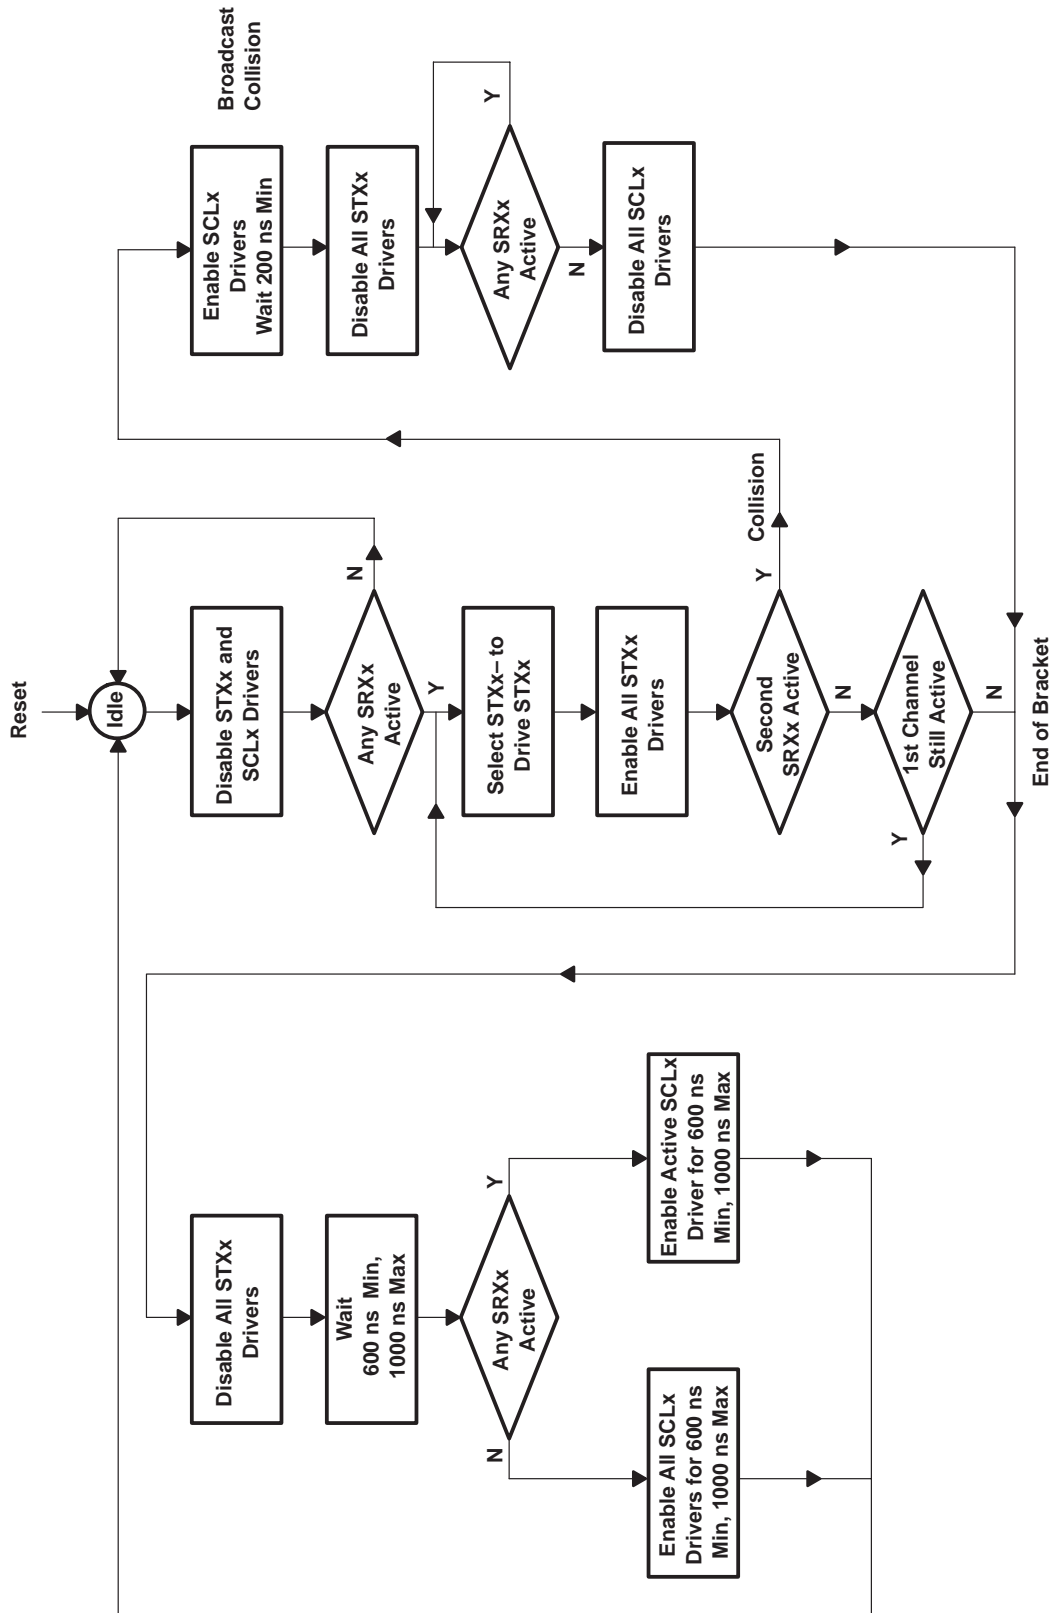 Reset
Idle
Disable STXx and
SCLx Drivers
Any SRXx
Active
N
Y
Select STXx– to
Drive STXx
Enable All STXx
Drivers
Second
SRXx Active
Y
Collision
N
1st Channel
Still Active
Y
N
End of Bracket
Broadcast
Collision
Enable SCLx
Drivers
Wait 200 ns Min
Disable All STXx
Drivers
Any SRXx
Active
Y
N
Disable All SCLx
Drivers
Disable All STXx
Drivers
Wait
600 ns Min,
1000 ns Max
Any SRXx
Active
N
Y
Enable All SCLx
Drivers for 600 ns
Min, 1000 ns Max
Enable Active SCLx
Driver for 600 ns
Min, 1000 ns Max